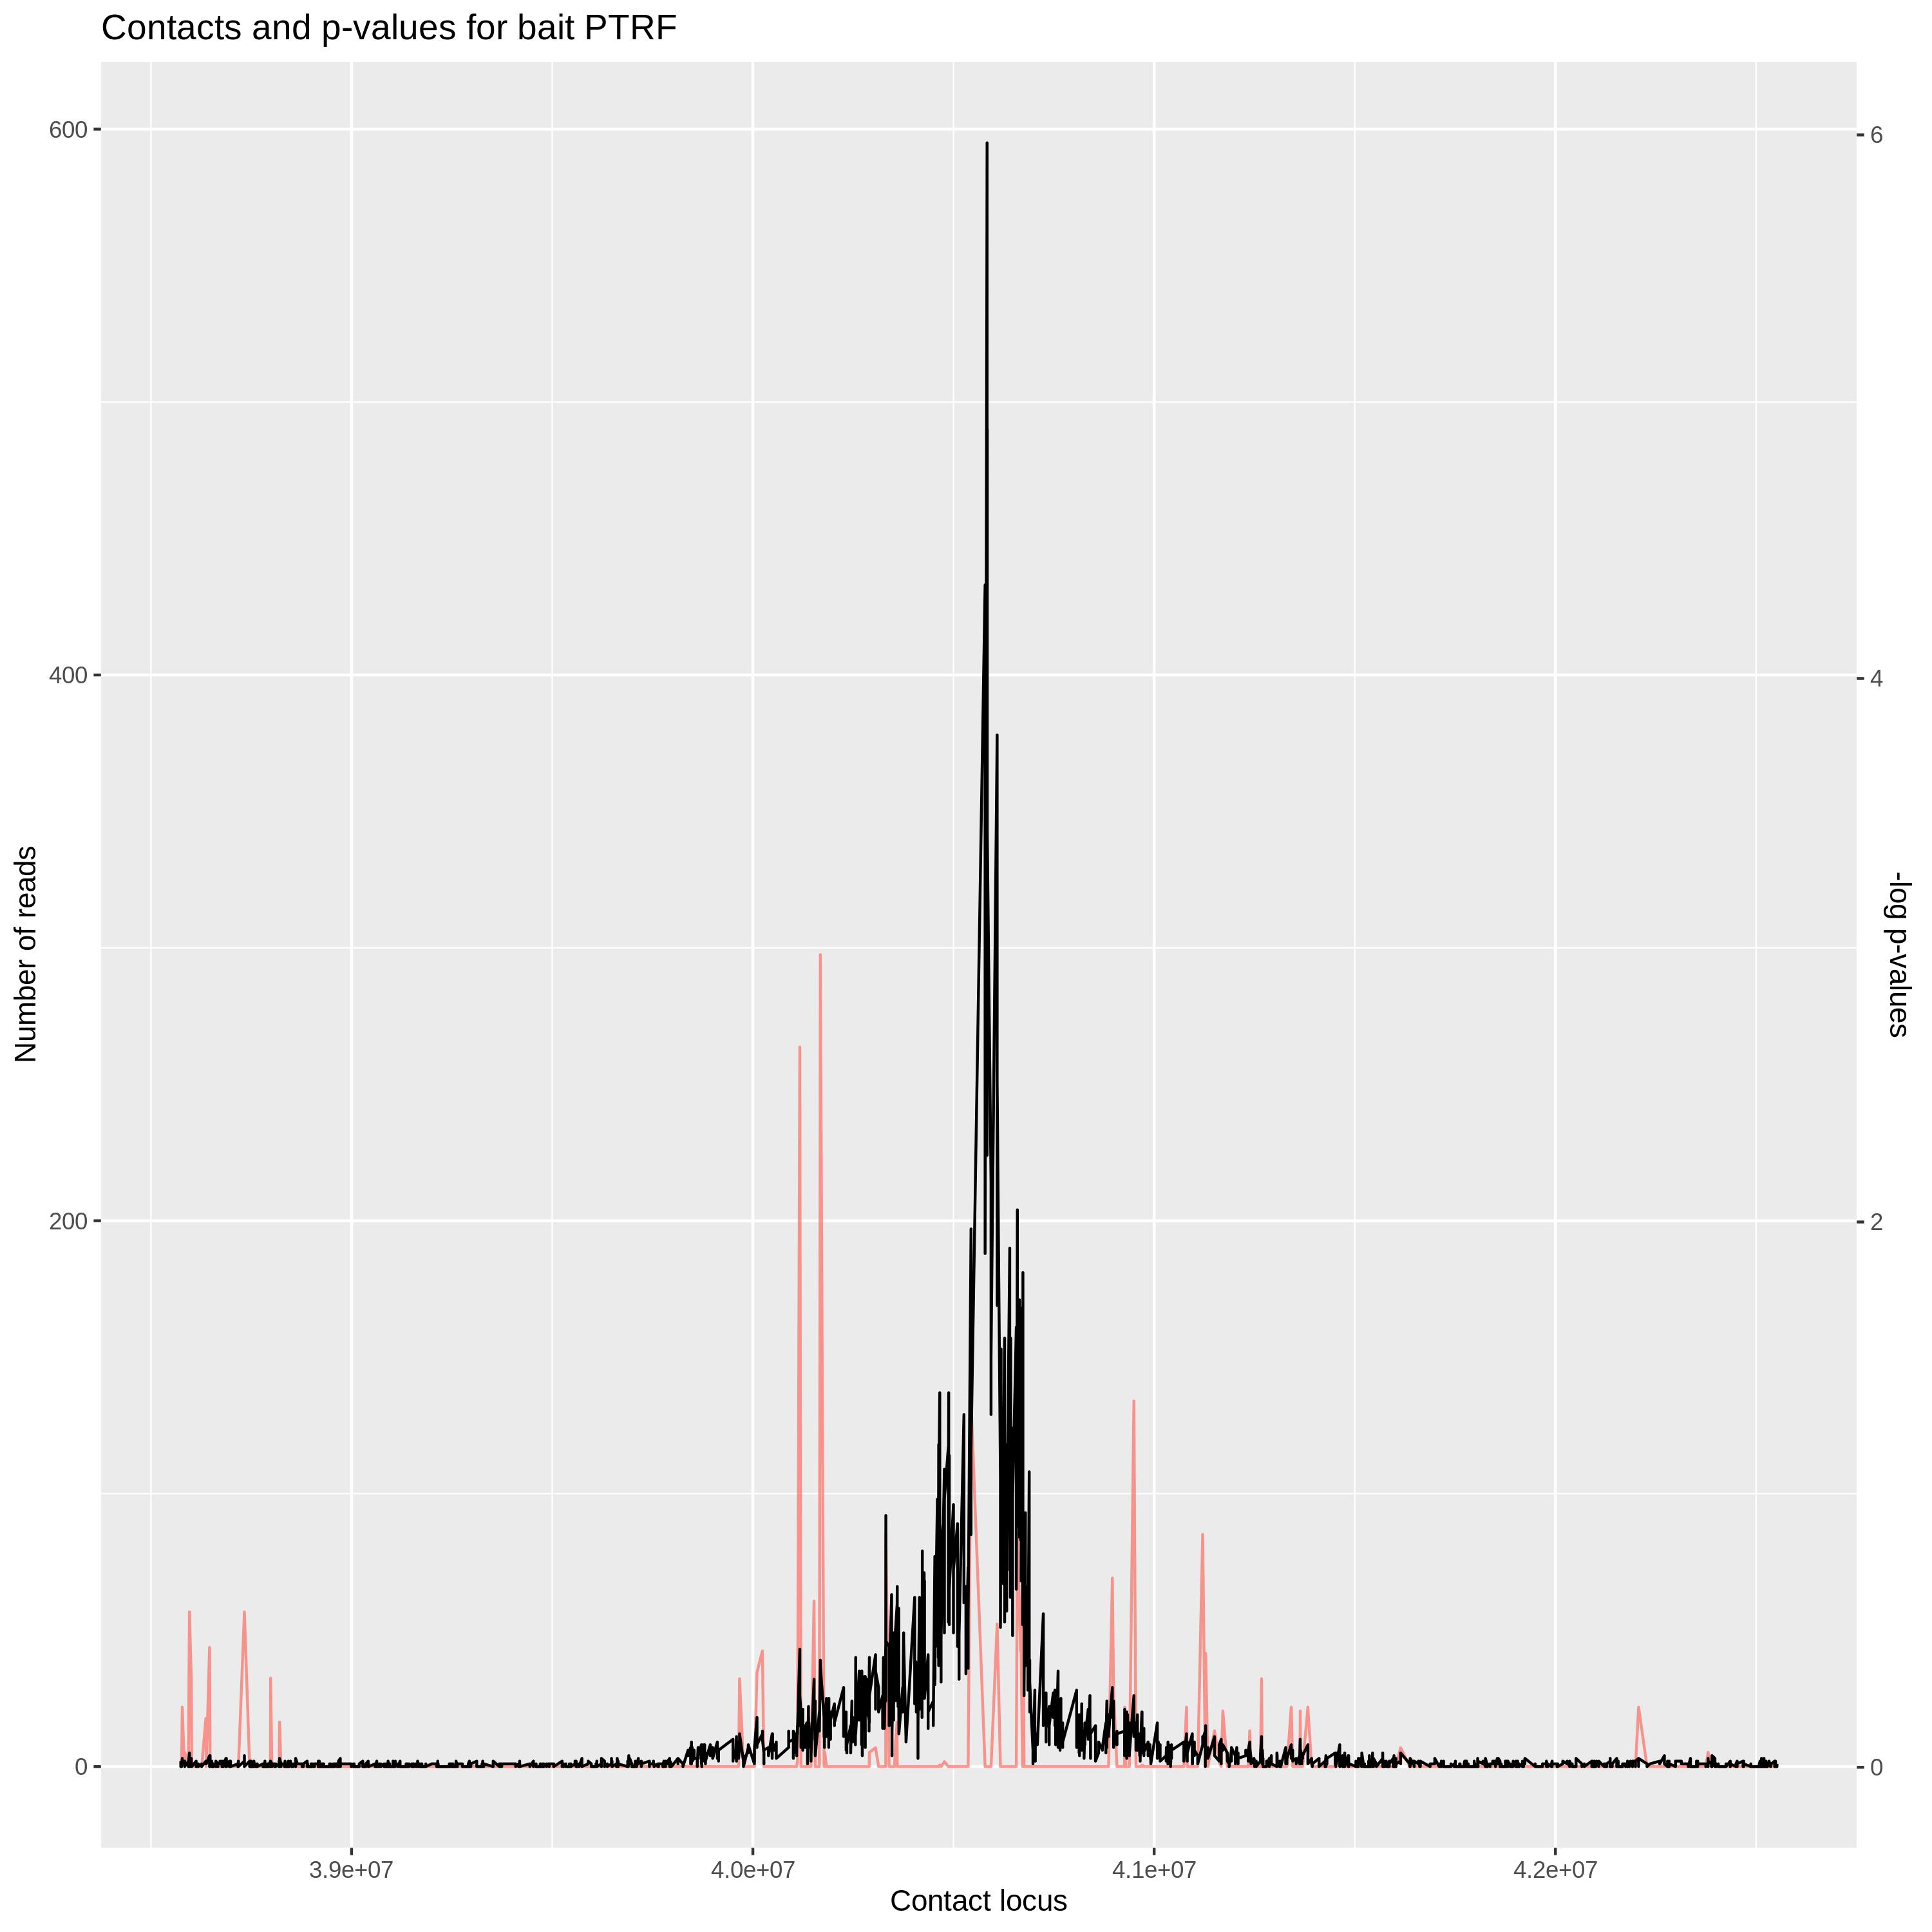 Contacts and p-values for bait PTRF
600
400
200
0
Number of reads
6
4
2
0
-log p-values
3.9e+07
4.0e+07
4.1e+07
4.2e+07
Contact locus